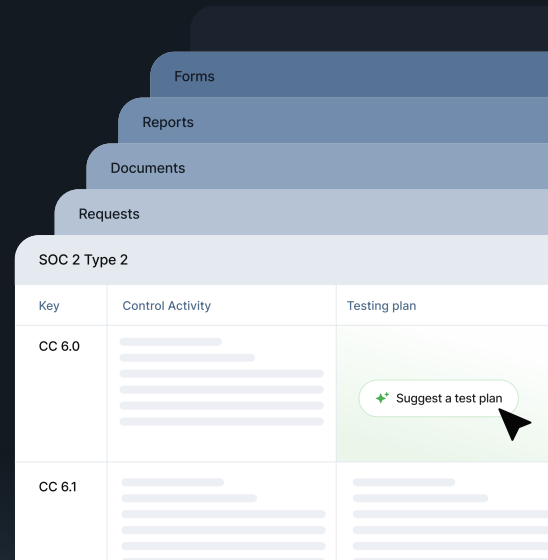 Forms
Reports
Documents
Requests
SOC 2 Type 2
Key Control Activity Testing plan
CC 6.0
Suggest a test plan
CC 6.1